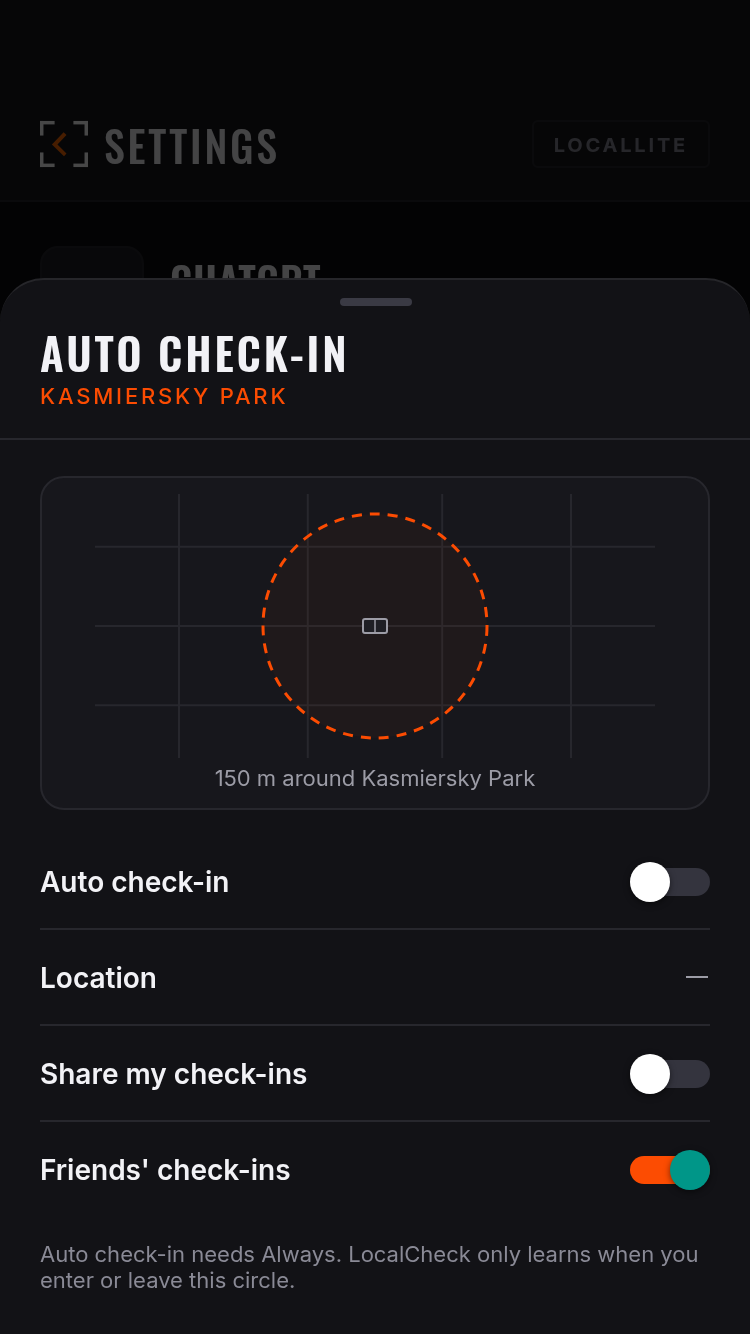 SETTINGS
LOCALLITE
CHATGPT
AUTO CHECK-IN
KASMIERSKY PARK
150 m around Kasmiersky Park
Auto check-in
Location
—
Share my check-ins
Friends' check-ins
Auto check-in needs Always. LocalCheck only learns when you
enter or leave this circle.